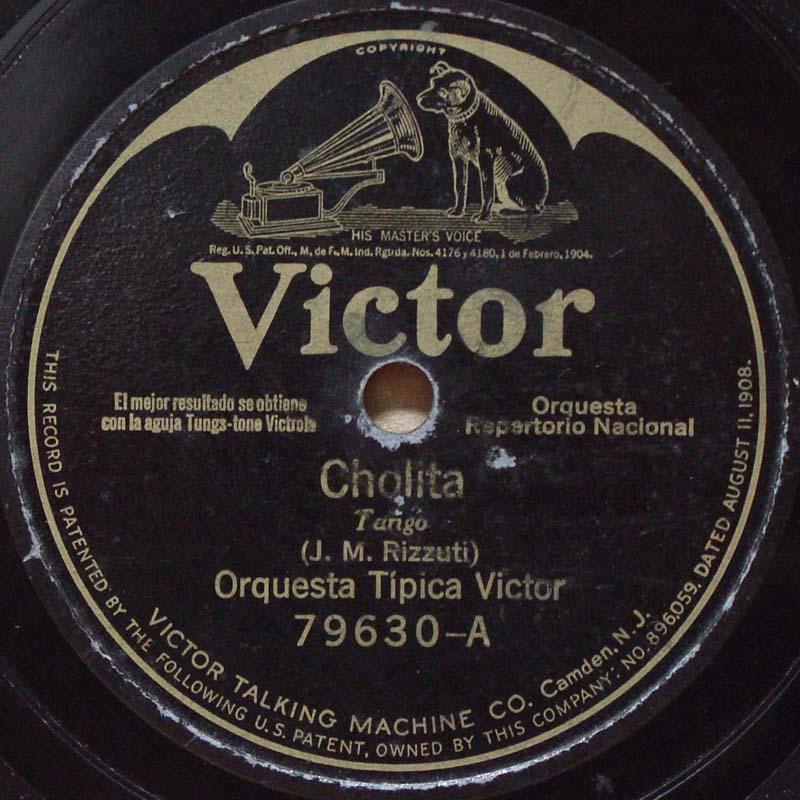 COPYRIGHT
HIS MASTER'S VOICE
Reg. U. S. Pat. Off., M. de F., M. Ind. Rgtrda. Nos. 4176 y 4180, 1 de Febrero, 1904.
Victor
El mejor resultado se obtiene
con la aguja Tungs-tone Victrola
Orquesta
Repertorio Nacional
Cholita
Tango
(J. M. Rizzuti)
Orquesta Típica Victor
79630–A
VICTOR TALKING MACHINE CO. Camden, N. J.
THIS RECORD IS PATENTED BY THE FOLLOWING U.S. PATENT, OWNED BY THIS COMPANY: NO. 896,059. DATED AUGUST 11, 1908.